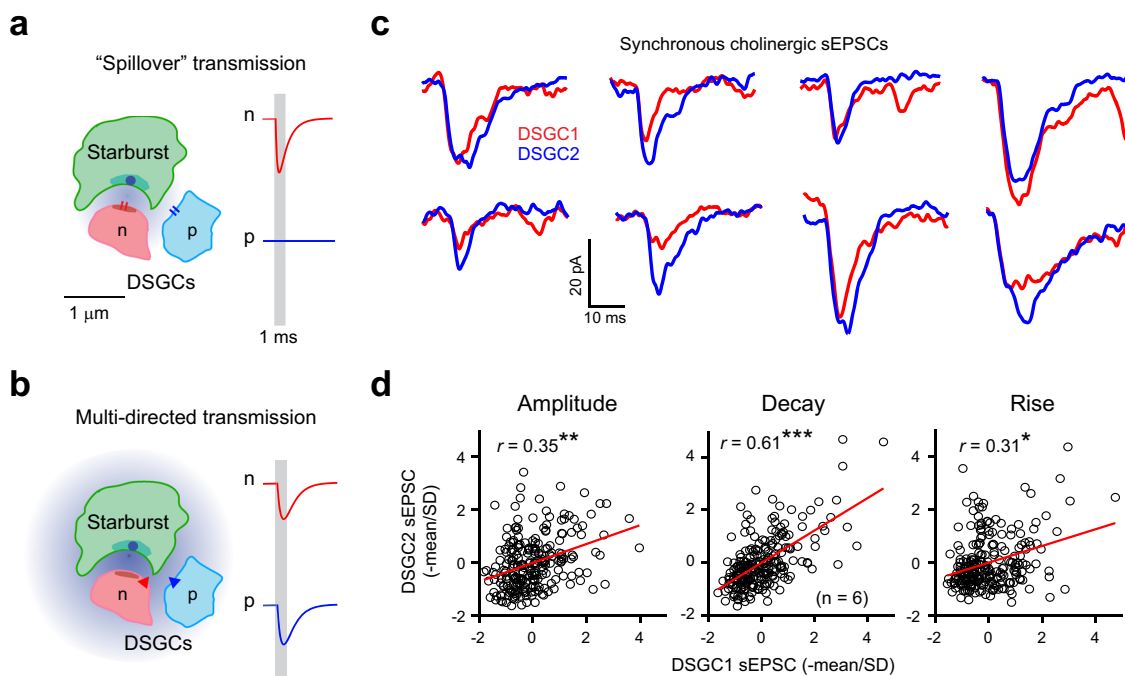 a
“Spillover” transmission
n
Starburst
n
p
p
DSGCs
1 μm
1 ms
b
Multi-directed transmission
n
Starburst
n
p
p
DSGCs
c
Synchronous cholinergic sEPSCs
DSGC1
DSGC2
20 pA
10 ms
d
Amplitude
Decay
Rise
r = 0.35**
r = 0.61***
r = 0.31*
(n = 6)
DSGC2 sEPSC
(-mean/SD)
4
2
0
-2
-2 0 2 4
4
2
0
-2
-2 0 2 4
4
2
0
-2
-2 0 2 4
DSGC1 sEPSC (-mean/SD)